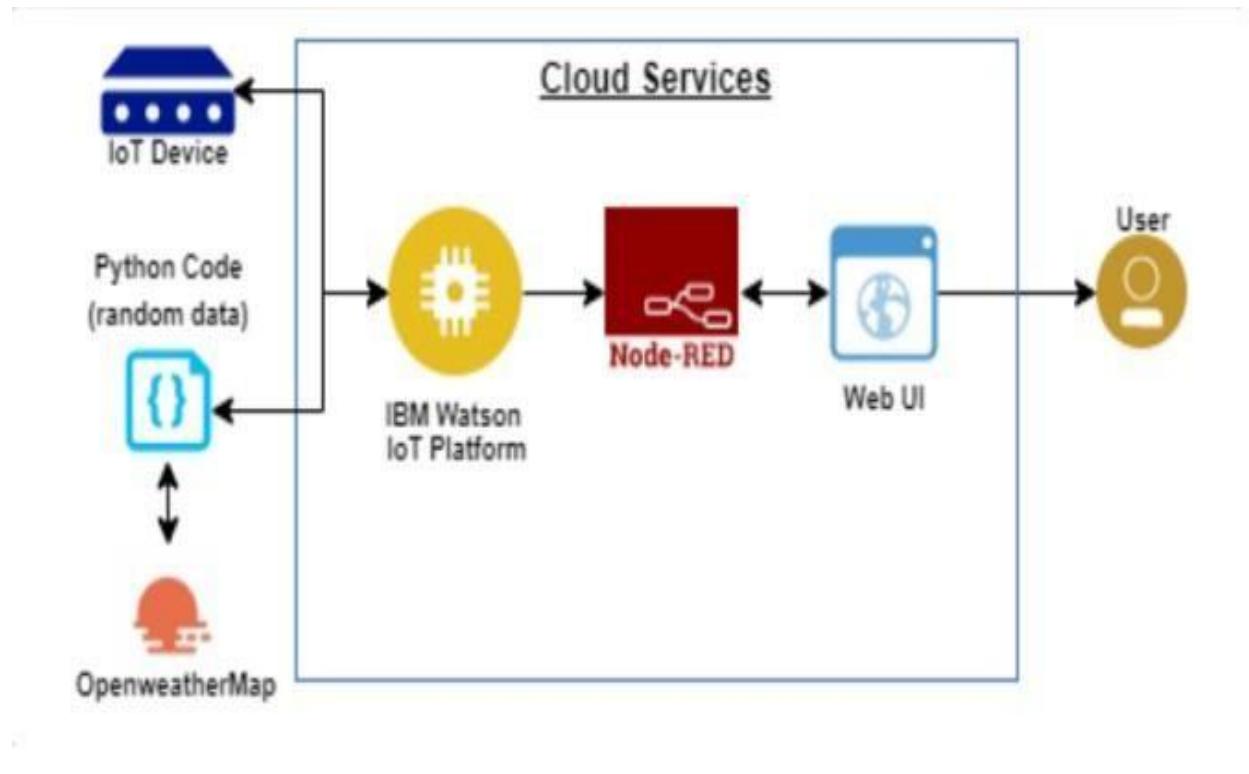 Cloud Services
IoT Device
User
Python Code
(random data)
Node-RED
Web UI
IBM Watson
IoT Platform
OpenweatherMap